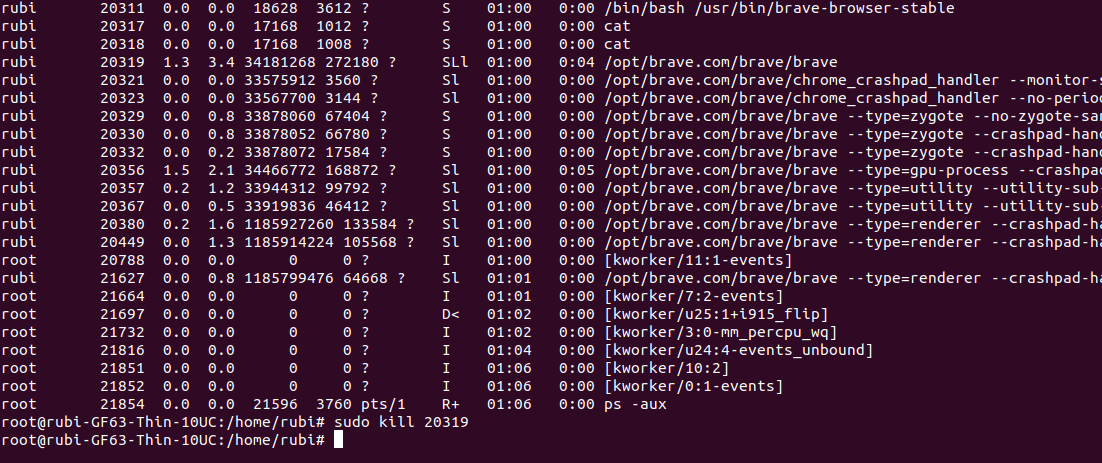 rubi 20311 0.0 0.0 18628 3612 ? S 01:00 0:00 /bin/bash /usr/bin/brave-browser-stable
rubi 20317 0.0 0.0 17168 1012 ? S 01:00 0:00 cat
rubi 20318 0.0 0.0 17168 1008 ? S 01:00 0:00 cat
rubi 20319 1.3 3.4 34181268 272180 ? SLl 01:00 0:04 /opt/brave.com/brave/brave
rubi 20321 0.0 0.0 33575912 3560 ? Sl 01:00 0:00 /opt/brave.com/brave/chrome_crashpad_handler --monitor-s
rubi 20323 0.0 0.0 33567700 3144 ? Sl 01:00 0:00 /opt/brave.com/brave/chrome_crashpad_handler --no-period
rubi 20329 0.0 0.8 33878060 67404 ? S 01:00 0:00 /opt/brave.com/brave/brave --type=zygote --no-zygote-san
rubi 20330 0.0 0.8 33878052 66780 ? S 01:00 0:00 /opt/brave.com/brave/brave --type=zygote --crashpad-hand
rubi 20332 0.0 0.2 33878072 17584 ? S 01:00 0:00 /opt/brave.com/brave/brave --type=zygote --crashpad-hand
rubi 20356 1.5 2.1 34466772 168872 ? Sl 01:00 0:05 /opt/brave.com/brave/brave --type=gpu-process --crashpad
rubi 20357 0.2 1.2 33944312 99792 ? Sl 01:00 0:00 /opt/brave.com/brave/brave --type=utility --utility-sub-
rubi 20367 0.0 0.5 33919836 46412 ? Sl 01:00 0:00 /opt/brave.com/brave/brave --type=utility --utility-sub-
rubi 20380 0.2 1.6 1185927260 133584 ? Sl 01:00 0:00 /opt/brave.com/brave/brave --type=renderer --crashpad-ha
rubi 20449 0.0 1.3 1185914224 105568 ? Sl 01:00 0:00 /opt/brave.com/brave/brave --type=renderer --crashpad-ha
root 20788 0.0 0.0 0 0 ? I 01:00 0:00 [kworker/11:1-events]
rubi 21627 0.0 0.8 1185799476 64668 ? Sl 01:01 0:00 /opt/brave.com/brave/brave --type=renderer --crashpad-ha
root 21664 0.0 0.0 0 0 ? I 01:01 0:00 [kworker/7:2-events]
root 21697 0.0 0.0 0 0 ? D< 01:02 0:00 [kworker/u25:1+i915_flip]
root 21732 0.0 0.0 0 0 ? I 01:02 0:00 [kworker/3:0-mm_percpu_wq]
root 21816 0.0 0.0 0 0 ? I 01:04 0:00 [kworker/u24:4-events_unbound]
root 21851 0.0 0.0 0 0 ? I 01:06 0:00 [kworker/10:2]
root 21852 0.0 0.0 0 0 ? I 01:06 0:00 [kworker/0:1-events]
root 21854 0.0 0.0 21596 3760 pts/1 R+ 01:06 0:00 ps -aux
root@rubi-GF63-Thin-10UC:/home/rubi# sudo kill 20319
root@rubi-GF63-Thin-10UC:/home/rubi#